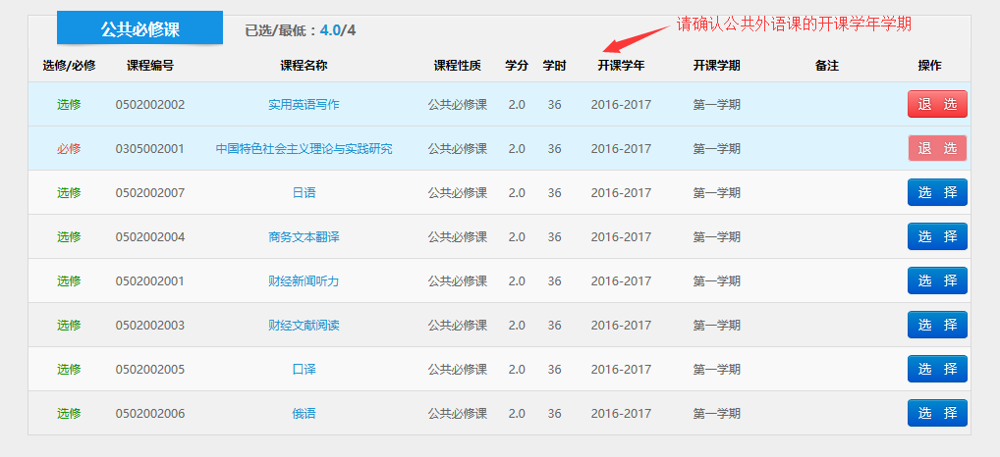 公共必修课 已选/最低：4.0/4 请确认公共外语课的开课学年学期
选修/必修 课程编号 课程名称 课程性质 学分 学时 开课学年 开课学期 备注 操作
选修 0502002002 实用英语写作 公共必修课 2.0 36 2016-2017 第一学期 退 选
必修 0305002001 中国特色社会主义理论与实践研究 公共必修课 2.0 36 2016-2017 第一学期 退 选
选修 0502002007 日语 公共必修课 2.0 36 2016-2017 第一学期 选 择
选修 0502002004 商务文本翻译 公共必修课 2.0 36 2016-2017 第一学期 选 择
选修 0502002001 财经新闻听力 公共必修课 2.0 36 2016-2017 第一学期 选 择
选修 0502002003 财经文献阅读 公共必修课 2.0 36 2016-2017 第一学期 选 择
选修 0502002005 口译 公共必修课 2.0 36 2016-2017 第一学期 选 择
选修 0502002006 俄语 公共必修课 2.0 36 2016-2017 第一学期 选 择